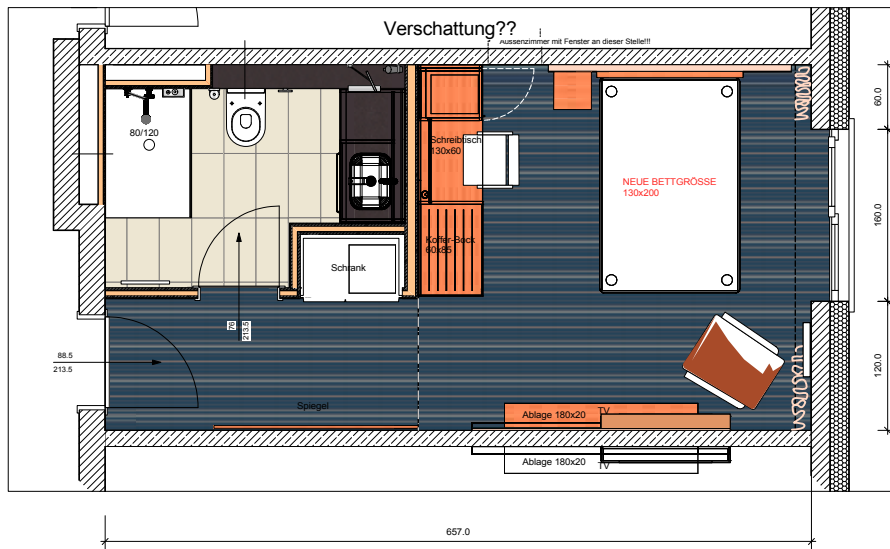 Verschattung??
Aussenzimmer mit Fenster an dieser Stelle!!!
60.0
80/120
Schreibtisch
130x60
NEUE BETTGRÖSSE
130x200
160.0
Koffer-Bock
60x85
Schrank
76
213.5
88.5
213.5
120.0
Spiegel
Ablage 180x20
TV
Ablage 180x20
TV
657.0